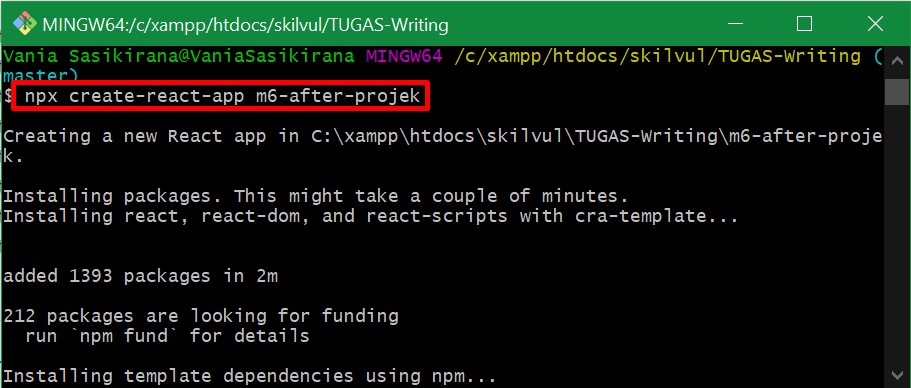 MINGW64:/c/xampp/htdocs/skilvul/TUGAS-Writing
Vania Sasikirana@VaniaSasikirana MINGW64 /c/xampp/htdocs/skilvul/TUGAS-Writing (
master)
$ npx create-react-app m6-after-projek
Creating a new React app in C:\xampp\htdocs\skilvul\TUGAS-Writing\m6-after-proje
k.
Installing packages. This might take a couple of minutes.
Installing react, react-dom, and react-scripts with cra-template...
added 1393 packages in 2m
212 packages are looking for funding
  run `npm fund` for details
Installing template dependencies using npm...